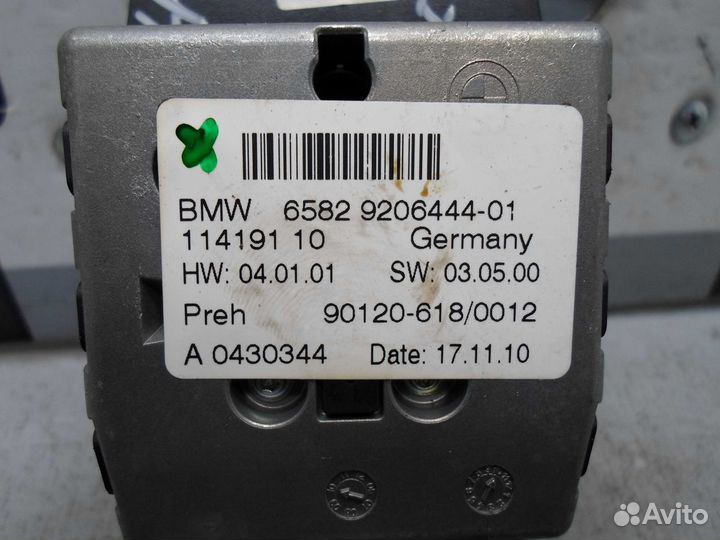 BMW 6582 9206444-01
114191 10 Germany
HW: 04.01.01 SW: 03.05.00
Preh 90120-618/0012
A 0430344 Date: 17.11.10
Avito